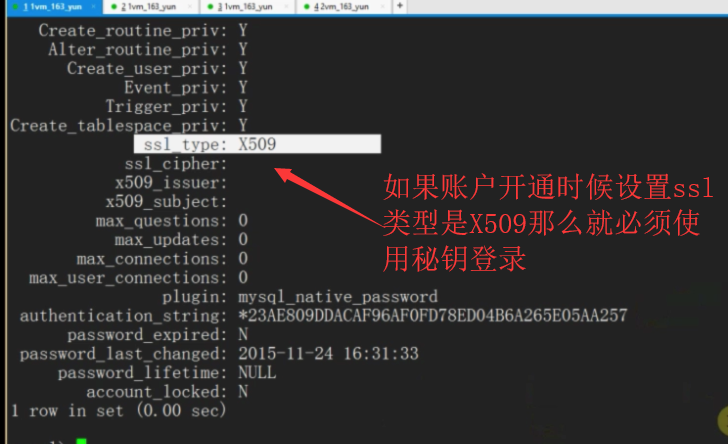 1 1vm_163_yun
2 1vm_163_yun
3 1vm_163_yun
4 2vm_163_yun
+
Create_routine_priv: Y
Alter_routine_priv: Y
Create_user_priv: Y
Event_priv: Y
Trigger_priv: Y
Create_tablespace_priv: Y
ssl_type: X509
ssl_cipher:
x509_issuer:
x509_subject:
max_questions: 0
max_updates: 0
max_connections: 0
max_user_connections: 0
plugin: mysql_native_password
authentication_string: *23AE809DDACAF96AF0FD78ED04B6A265E05AA257
password_expired: N
password_last_changed: 2015-11-24 16:31:33
password_lifetime: NULL
account_locked: N
1 row in set (0.00 sec)
如果账户开通时候设置ssl
类型是X509那么就必须使
用秘钥登录